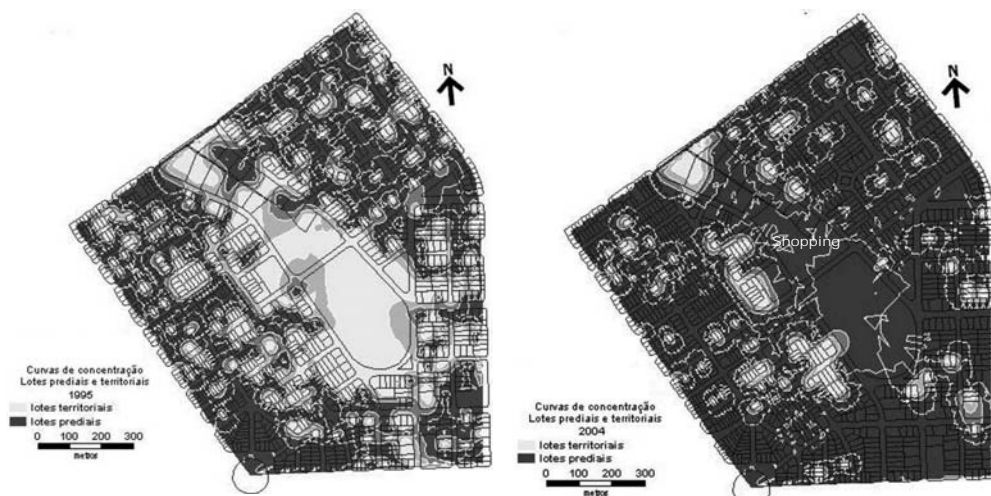 N
Curvas de concentração
Lotes prediais e territoriais
1995
lotes territoriais
lotes prediais
0 100 200 300
metros
N
Shopping
Curvas de concentração
Lotes prediais e territoriais
2004
lotes territoriais
lotes prediais
0 100 200 300
metros